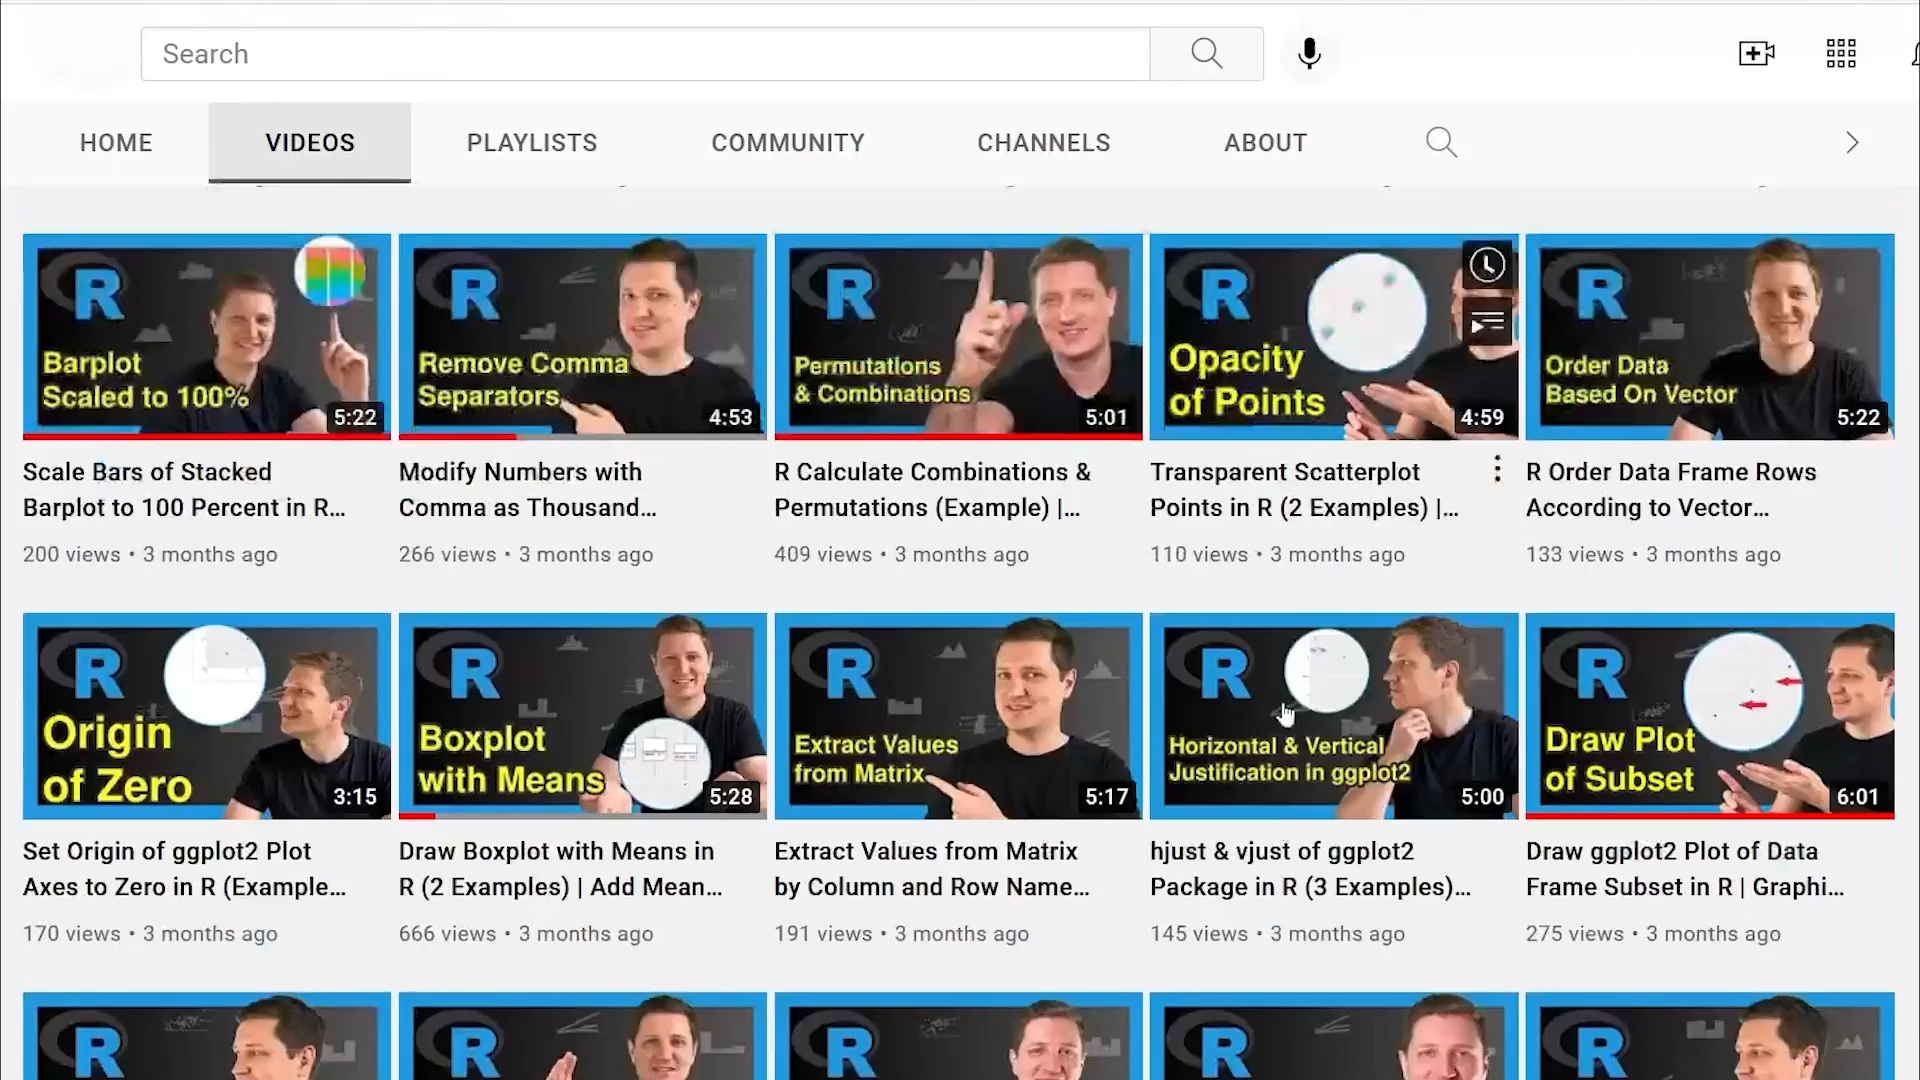 Search
HOME VIDEOS PLAYLISTS COMMUNITY CHANNELS ABOUT
R
Barplot
Scaled to 100%
5:22
R
Remove Comma
Separators
4:53
R
Permutations
& Combinations
5:01
R
Opacity
of Points
4:59
R
Order Data
Based On Vector
5:22
Scale Bars of Stacked
Barplot to 100 Percent in R...
200 views • 3 months ago
Modify Numbers with
Comma as Thousand...
266 views • 3 months ago
R Calculate Combinations &
Permutations (Example) |...
409 views • 3 months ago
Transparent Scatterplot
Points in R (2 Examples) |...
110 views • 3 months ago
R Order Data Frame Rows
According to Vector...
133 views • 3 months ago
R
Origin
of Zero
3:15
R
Boxplot
with Means
5:28
R
Extract Values
from Matrix
5:17
R
Horizontal & Vertical
Justification in ggplot2
5:00
R
Draw Plot
of Subset
6:01
Set Origin of ggplot2 Plot
Axes to Zero in R (Example...
170 views • 3 months ago
Draw Boxplot with Means in
R (2 Examples) | Add Mean...
666 views • 3 months ago
Extract Values from Matrix
by Column and Row Name...
191 views • 3 months ago
hjust & vjust of ggplot2
Package in R (3 Examples)...
145 views • 3 months ago
Draw ggplot2 Plot of Data
Frame Subset in R | Graphi...
275 views • 3 months ago
R
R
R
R
R